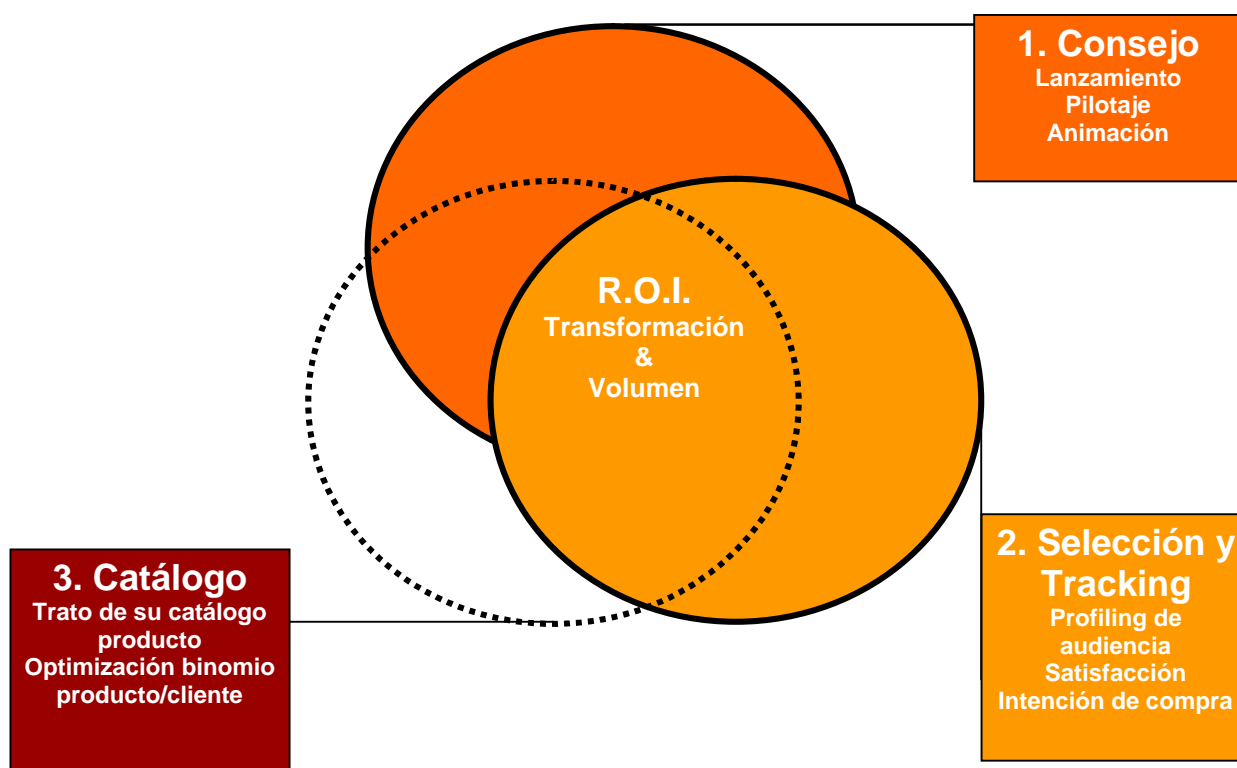 1. Consejo
Lanzamiento
Pilotaje
Animación
R.O.I.
Transformación
&
Volumen
2. Selección y
Tracking
Profiling de
audiencia
Satisfacción
Intención de compra
3. Catálogo
Trato de su catálogo
producto
Optimización binomio
producto/cliente